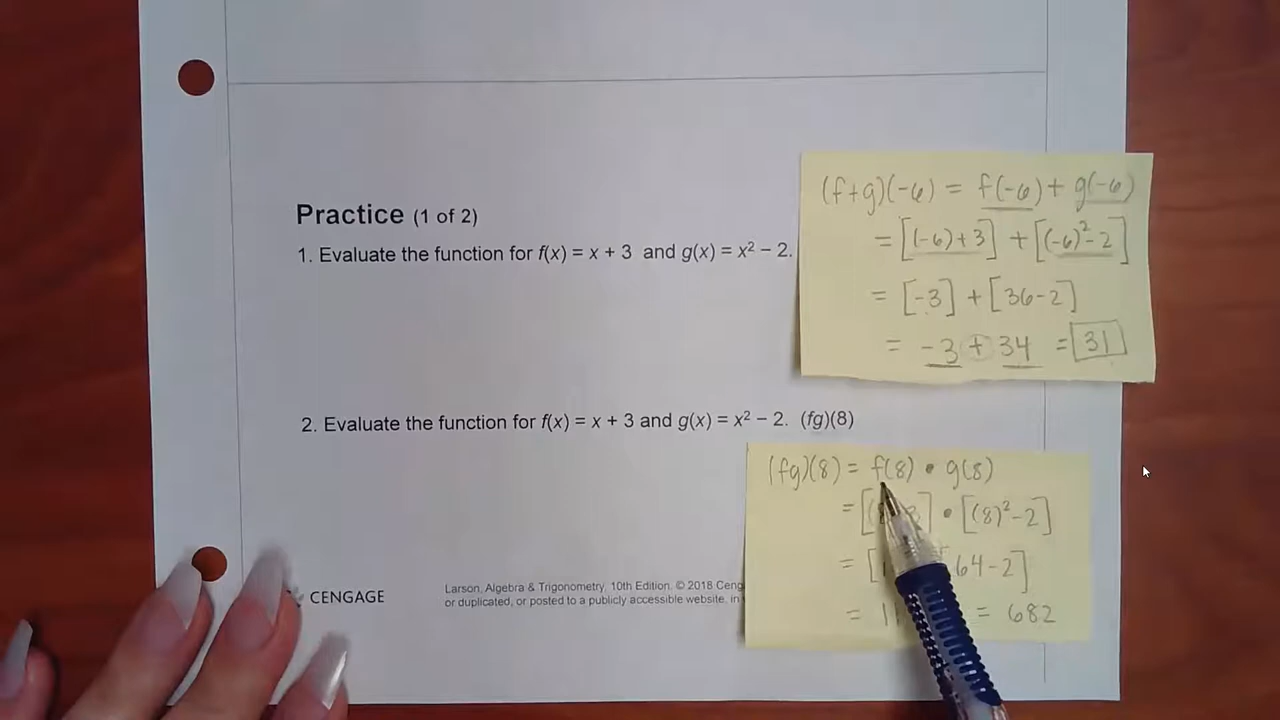 Practice (1 of 2)
1. Evaluate the function for f(x) = x + 3 and g(x) = x² − 2.
(f+g)(-6) = f(-6) + g(-6)
= [(-6)+3] + [(-6)²-2]
= [-3] + [36-2]
= -3 + 34 = 31
2. Evaluate the function for f(x) = x + 3 and g(x) = x² − 2. (fg)(8)
(fg)(8) = f(8) • g(8)
= [(8 ] • [(8)²-2]
= [ 64-2]
= 11 = 682
CENGAGE
Larson, Algebra & Trigonometry, 10th Edition. © 2018 Ceng
or duplicated, or posted to a publicly accessible website, in